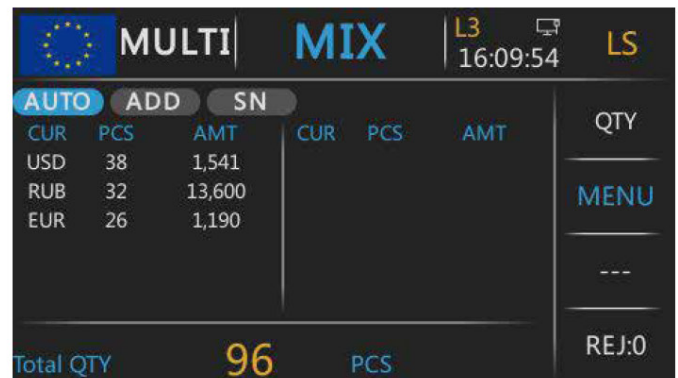 MULTI MIX L3 LS
16:09:54
AUTO ADD SN
CUR PCS AMT CUR PCS AMT
USD 38 1,541
RUB 32 13,600
EUR 26 1,190
Total QTY 96 PCS
QTY
MENU
---
REJ:0